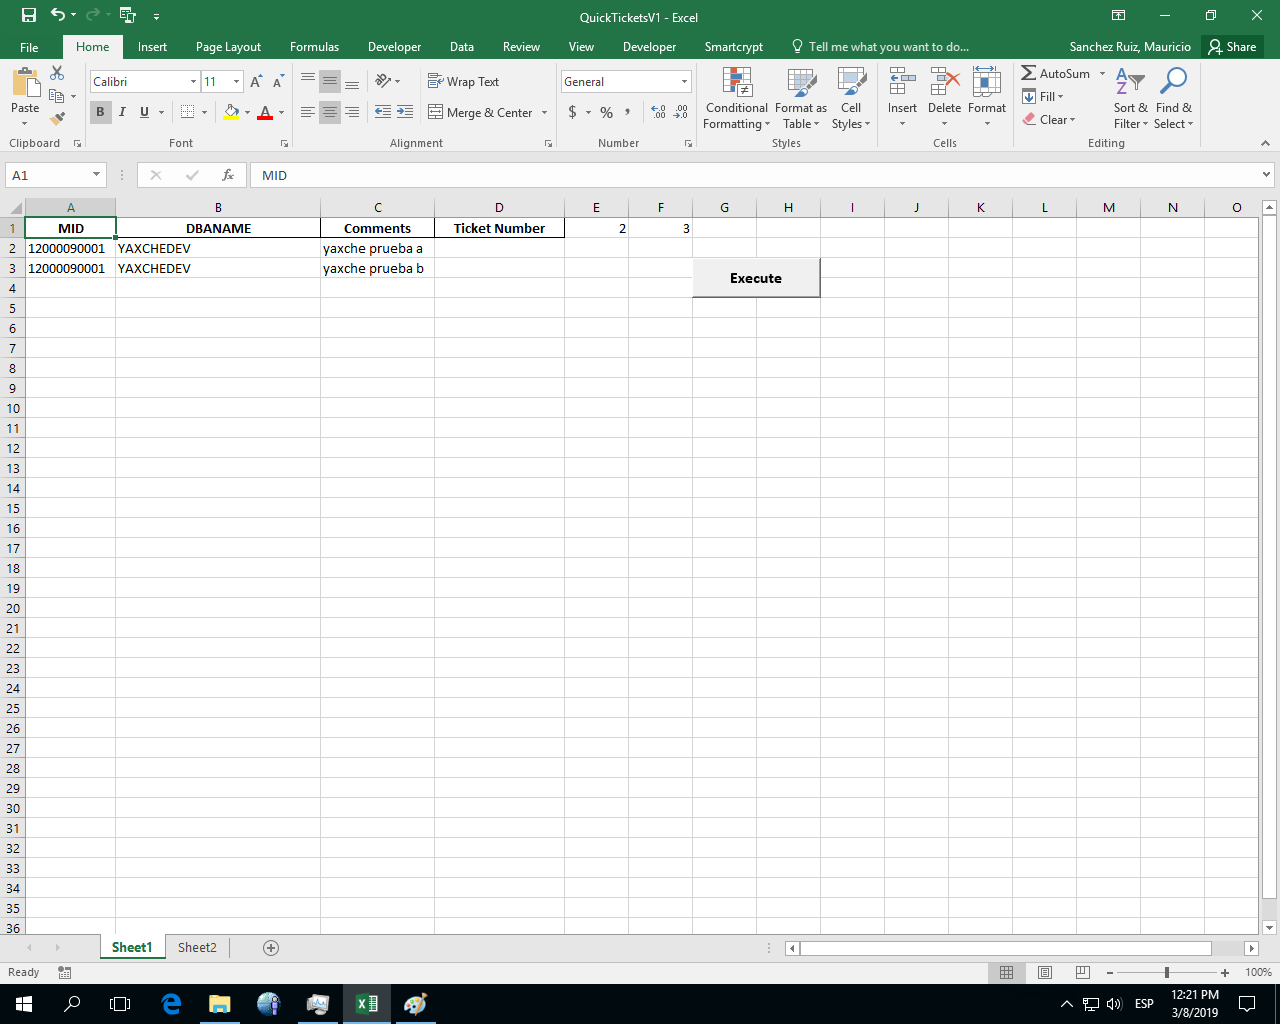 QuickTicketsV1 - Excel
File Home Insert Page Layout Formulas Developer Data Review View Developer Smartcrypt Tell me what you want to do... Sanchez Ruiz, Mauricio Share
Paste
Clipboard
Calibri 11
B I U
A A
A
Font
Wrap Text
Merge & Center
Alignment
General
$ % ,
Number
Conditional Formatting
Format as Table
Cell Styles
Styles
Insert
Delete
Format
Cells
AutoSum
Fill
Clear
Sort & Filter
Find & Select
Editing
A1 fx MID
A B C D E F G H I J K L M N O
1 MID DBANAME Comments Ticket Number 2 3
2 12000090001 YAXCHEDEV yaxche prueba a
3 12000090001 YAXCHEDEV yaxche prueba b
Execute
4
5
6
7
8
9
10
11
12
13
14
15
16
17
18
19
20
21
22
23
24
25
26
27
28
29
30
31
32
33
34
35
36
Sheet1 Sheet2
Ready 100%
ESP
12:21 PM
3/8/2019